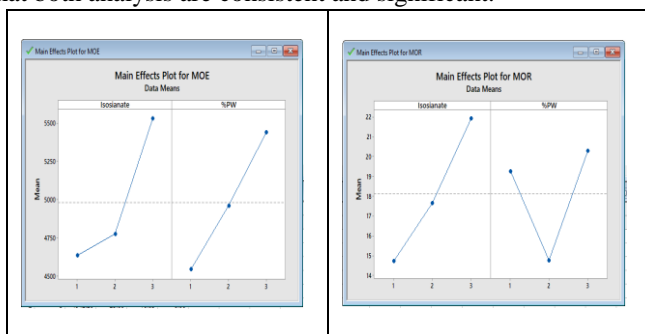 at both analysis are consistent and significant.
Main Effects Plot for MOE
Main Effects Plot for MOE
Data Means
Isosianate
%PW
5500
5250
5000
4750
4500
Mean
1 2 3 1 2 3
Main Effects Plot for MOR
Main Effects Plot for MOR
Data Means
Isosianate
%PW
22
21
20
19
18
17
16
15
14
Mean
1 2 3 1 2 3